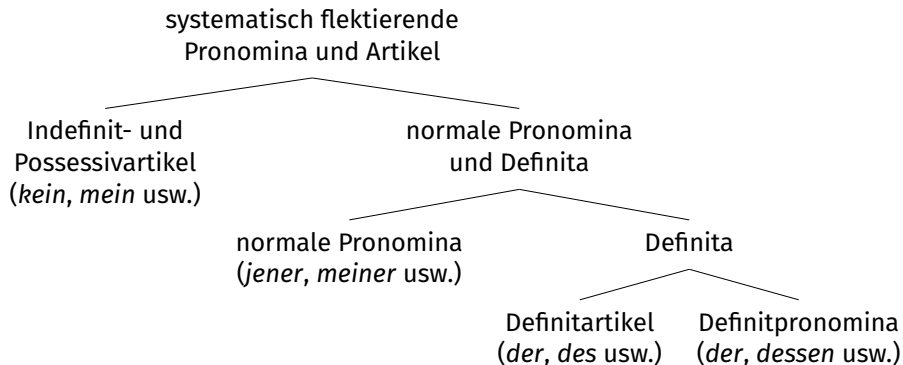 systematisch flektierende
Pronomina und Artikel
Indefinit- und
Possessivartikel
(kein, mein usw.)
normale Pronomina
und Definita
normale Pronomina
(jener, meiner usw.)
Definita
Definitartikel
(der, des usw.)
Definitpronomina
(der, dessen usw.)